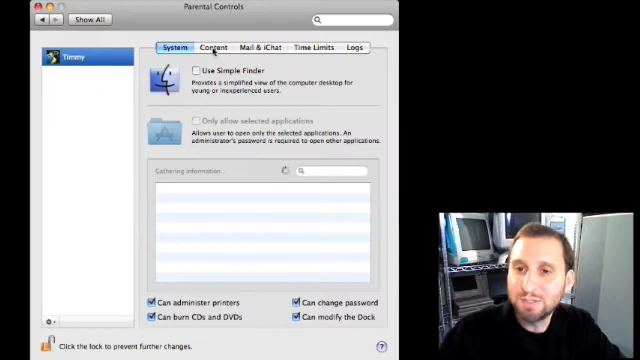 Parental Controls
Show All
System Content Mail & iChat Time Limits Logs
Timmy
Use Simple Finder
Provides a simplified view of the computer desktop for
young or inexperienced users.
Only allow selected applications
Allows user to open only the selected applications. An
administrator's password is required to open other applications.
Gathering information...
Can administer printers
Can change password
Can burn CDs and DVDs
Can modify the Dock
Click the lock to prevent further changes.
?